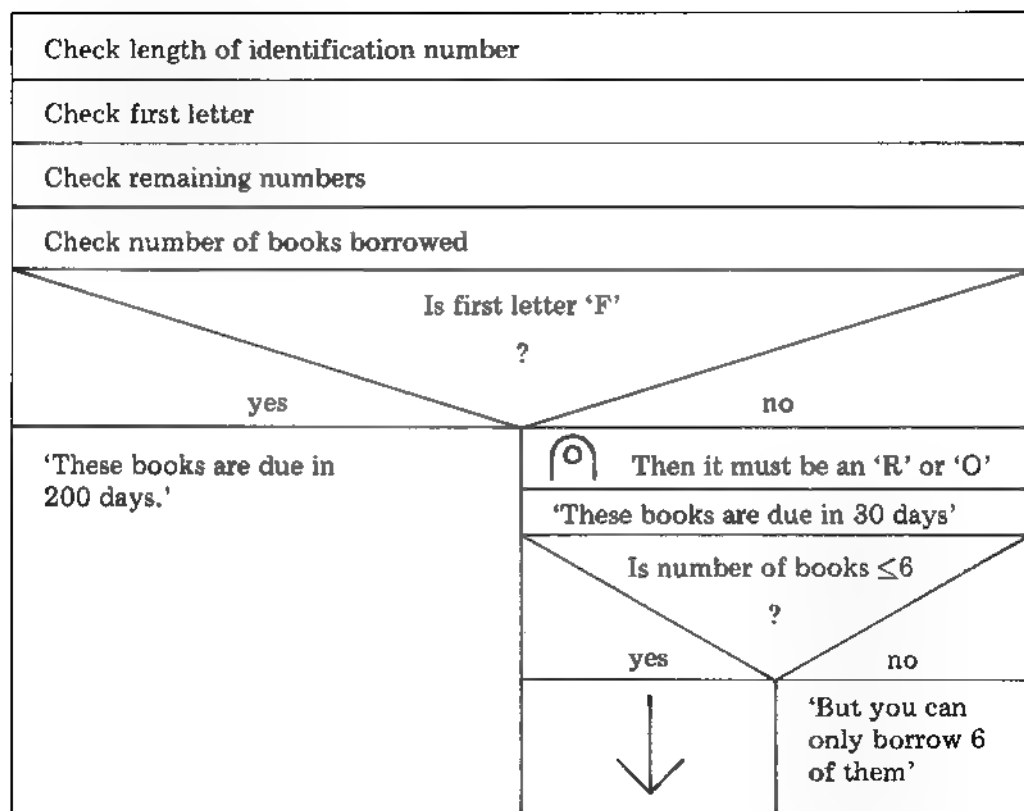 Check length of identification number
Check first letter
Check remaining numbers
Check number of books borrowed
Is first letter ‘F’
?
yes
no
‘These books are due in
200 days.’
O Then it must be an ‘R’ or ‘O’
‘These books are due in 30 days’
Is number of books ≤6
?
yes
no
‘But you can
only borrow 6
of them’